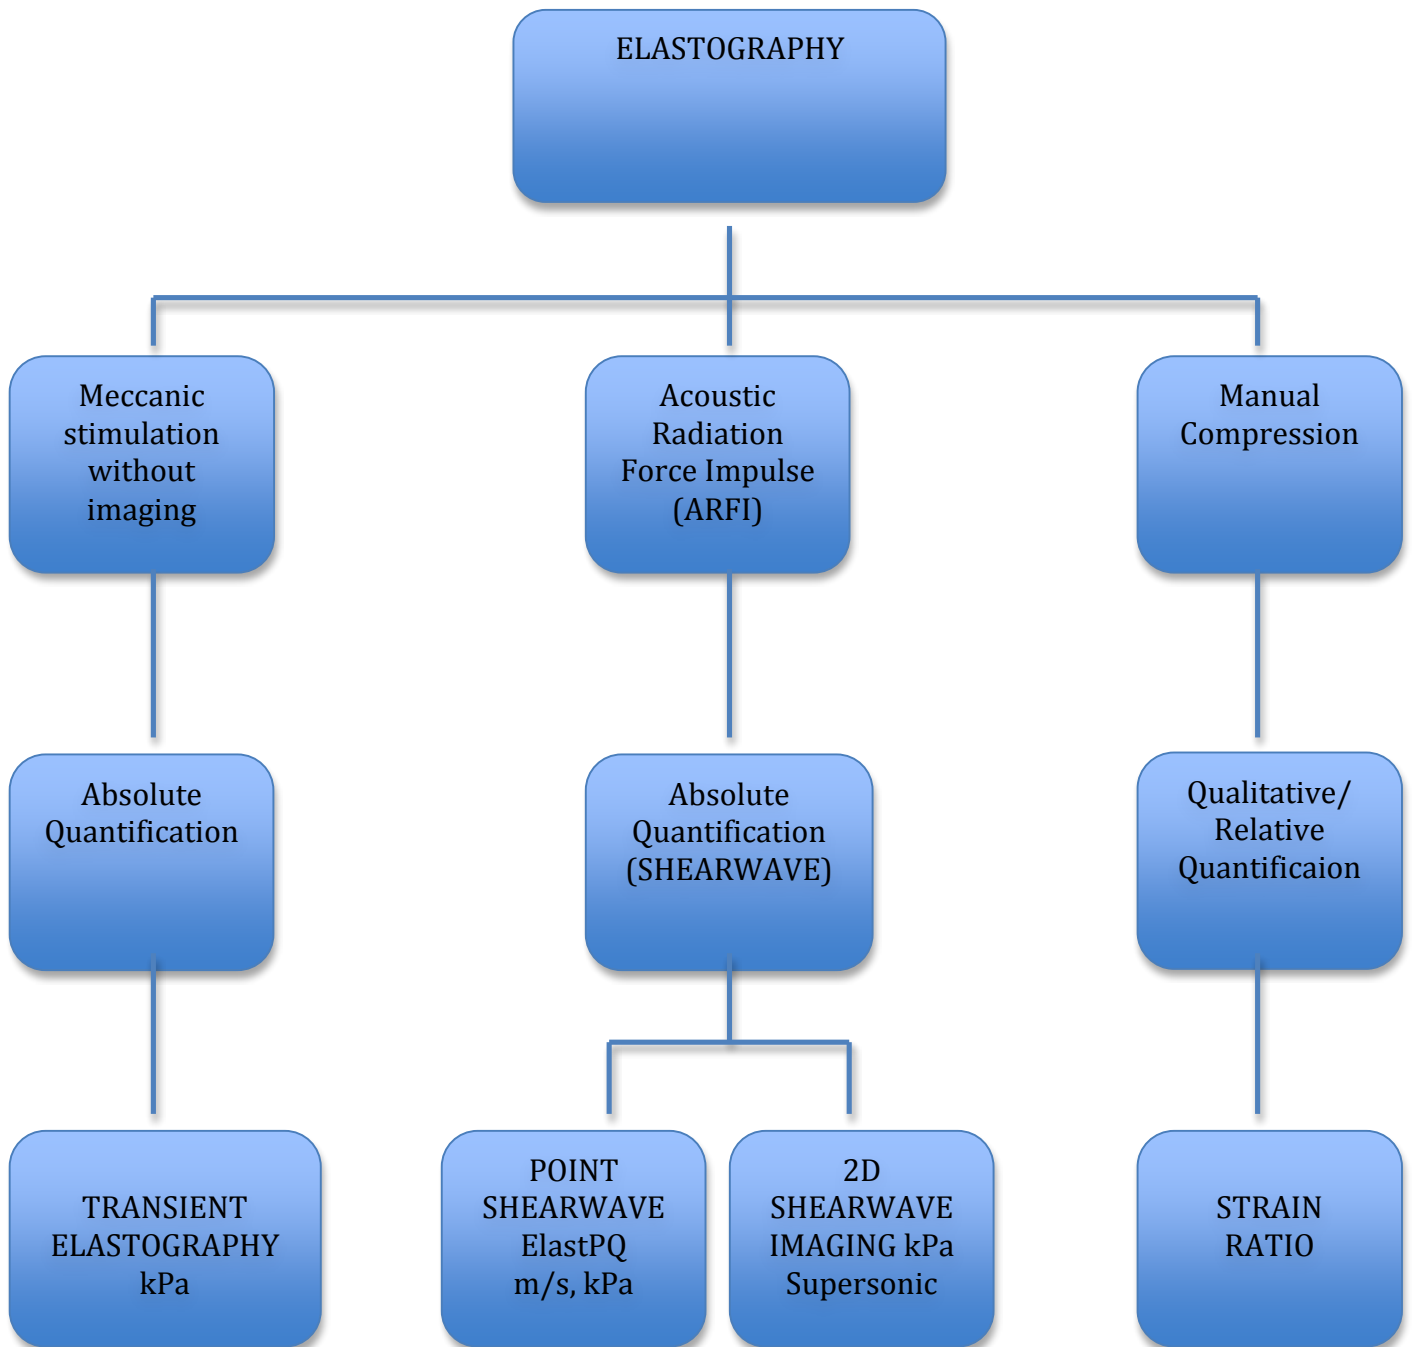 ELASTOGRAPHY
Meccanic
stimulation
without
imaging
Acoustic
Radiation
Force Impulse
(ARFI)
Manual
Compression
Absolute
Quantification
Absolute
Quantification
(SHEARWAVE)
Qualitative/
Relative
Quantificaion
TRANSIENT
ELASTOGRAPHY
kPa
POINT
SHEARWAVE
ElastPQ
m/s, kPa
2D
SHEARWAVE
IMAGING kPa
Supersonic
STRAIN
RATIO